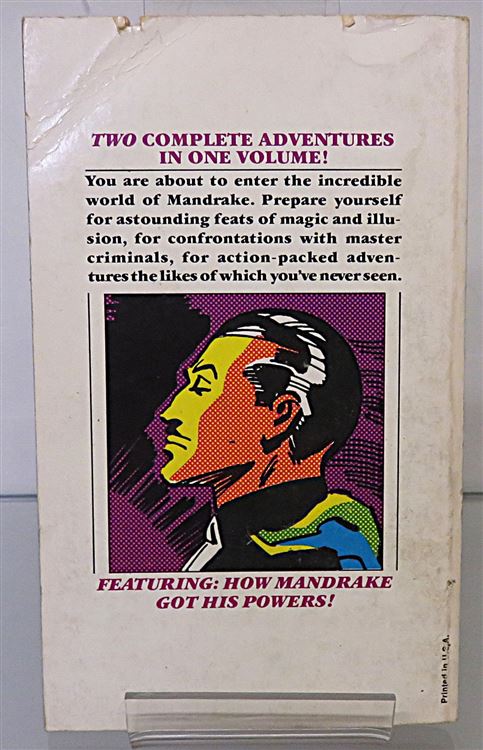 TWO COMPLETE ADVENTURES
IN ONE VOLUME!
You are about to enter the incredible
world of Mandrake. Prepare yourself
for astounding feats of magic and illu-
sion, for confrontations with master
criminals, for action-packed adven-
tures the likes of which you've never seen.
FEATURING: HOW MANDRAKE
GOT HIS POWERS!
Printed in U.S.A.